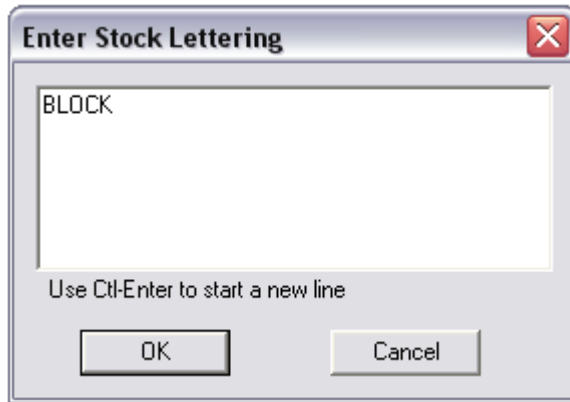 Enter Stock Lettering
BLOCK
Use Ctl-Enter to start a new line
OK Cancel